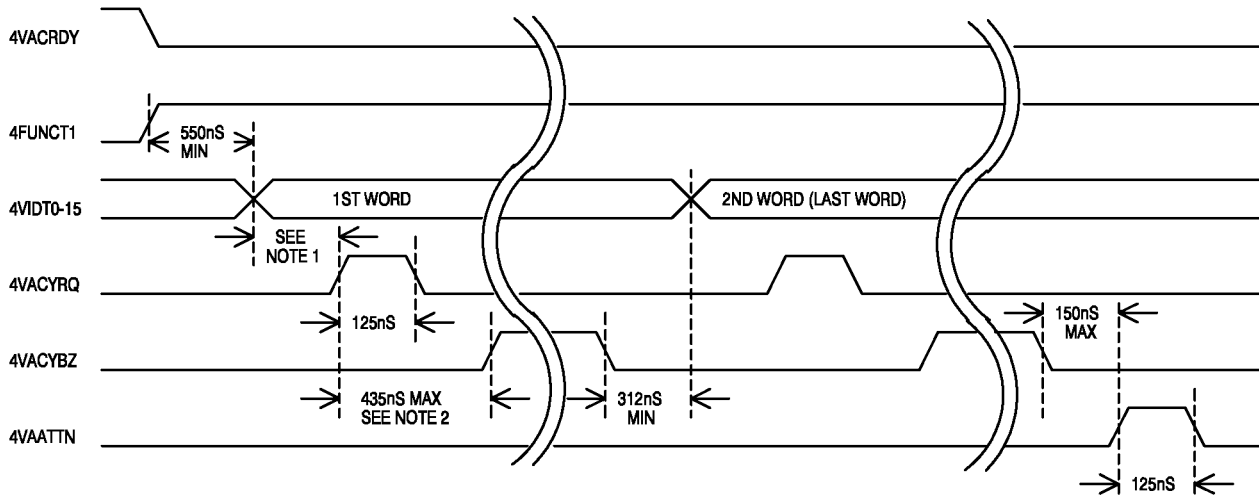 4VACRDY
4FUNCT1
550nS
MIN
4VIDT0-15
1ST WORD
2ND WORD (LAST WORD)
SEE
NOTE 1
4VACYRQ
125nS
150nS
MAX
4VACYBZ
435nS MAX
SEE NOTE 2
312nS
MIN
4VAATTN
125nS